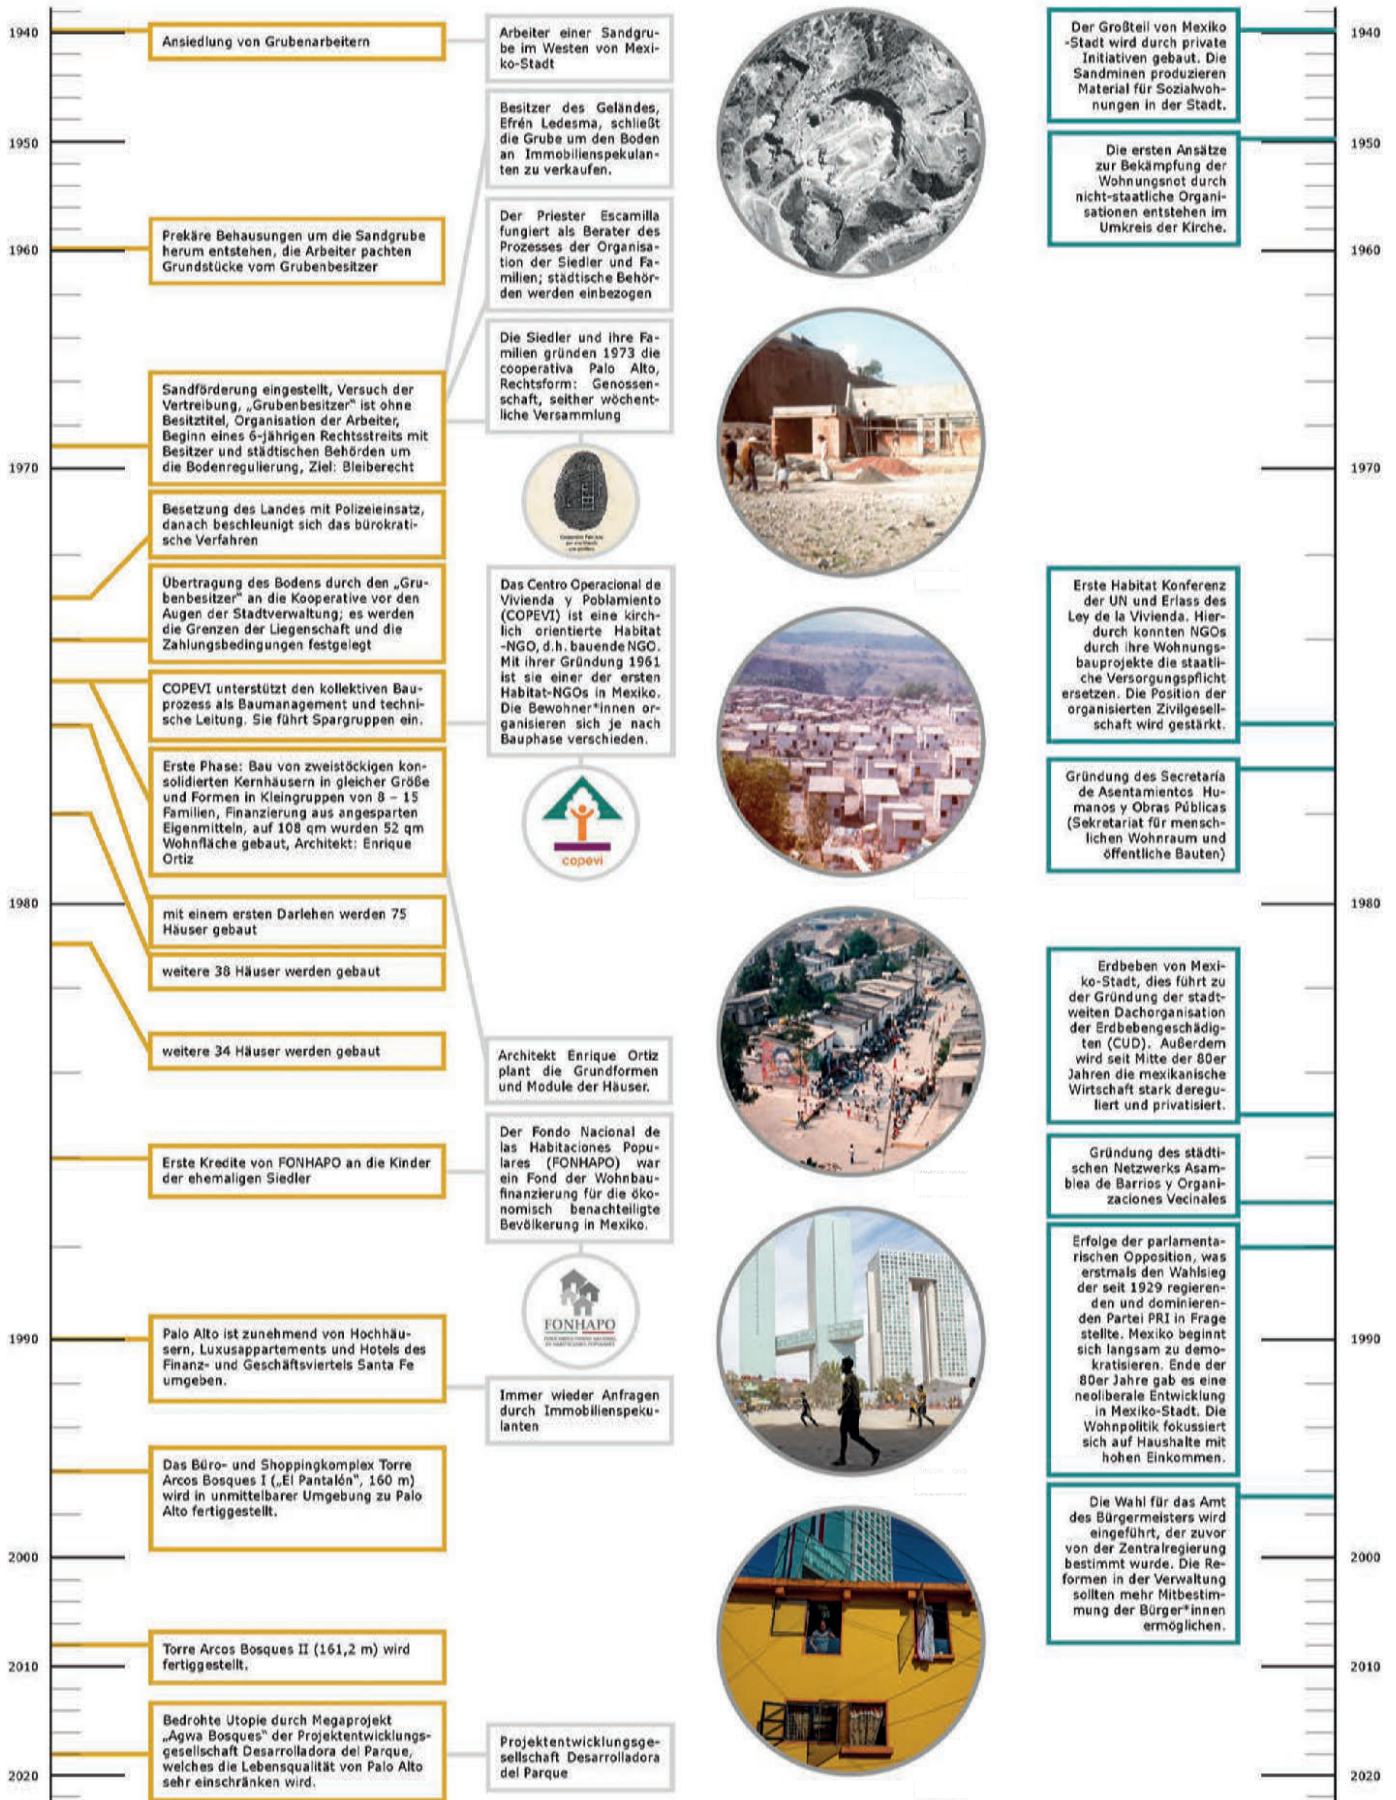 1940
1950
1960
1970
1980
1990
2000
2010
2020
Ansiedlung von Grubenarbeitern
Prekäre Behausungen um die Sandgrube
herum entstehen, die Arbeiter pachten
Grundstücke vom Grubenbesitzer
Sandförderung eingestellt, Versuch der
Vertreibung, „Grubenbesitzer“ ist ohne
Besitztitel, Organisation der Arbeiter,
Beginn eines 6-jährigen Rechtsstreits mit
Besitzer und städtischen Behörden um
die Bodenregulierung, Ziel: Bleiberecht
Besetzung des Landes mit Polizeieinsatz,
danach beschleunigt sich das bürokrati-
sche Verfahren
Übertragung des Bodens durch den „Gru-
benbesitzer“ an die Kooperative vor den
Augen der Stadtverwaltung; es werden
die Grenzen der Liegenschaft und die
Zahlungsbedingungen festgelegt
COPEVI unterstützt den kollektiven Bau-
prozess als Baumanagement und techni-
sche Leitung. Sie führt Spargruppen ein.
Erste Phase: Bau von zweistöckigen kon-
solidierten Kernhäusern in gleicher Größe
und Formen in Kleingruppen von 8 – 15
Familien, Finanzierung aus angesparten
Eigenmitteln, auf 108 qm wurden 52 qm
Wohnfläche gebaut, Architekt: Enrique
Ortiz
mit einem ersten Darlehen werden 75
Häuser gebaut
weitere 38 Häuser werden gebaut
weitere 34 Häuser werden gebaut
Erste Kredite von FONHAPO an die Kinder
der ehemaligen Siedler
Palo Alto ist zunehmend von Hochhäu-
sern, Luxusappartements und Hotels des
Finanz- und Geschäftsviertels Santa Fe
umgeben.
Das Büro- und Shoppingkomplex Torre
Arcos Bosques I („El Pantalón“, 160 m)
wird in unmittelbarer Umgebung zu Palo
Alto fertiggestellt.
Torre Arcos Bosques II (161,2 m) wird
fertiggestellt.
Bedrohte Utopie durch Megaprojekt
„Agwa Bosques“ der Projektentwicklungs-
gesellschaft Desarrolladora del Parque,
welches die Lebensqualität von Palo Alto
sehr einschränken wird.
Arbeiter einer Sandgru-
be im Westen von Mexi-
ko-Stadt
Besitzer des Geländes,
Efrén Ledesma, schließt
die Grube um den Boden
an Immobilienspekulan-
ten zu verkaufen.
Der Priester Escamilla
fungiert als Berater des
Prozesses der Organisa-
tion der Siedler und Fa-
milien; städtische Behör-
den werden einbezogen
Die Siedler und ihre Fa-
milien gründen 1973 die
cooperativa Palo Alto,
Rechtsform: Genossen-
schaft, seither wöchent-
liche Versammlung
Das Centro Operacional de
Vivienda y Poblamiento
(COPEVI) ist eine kirch-
lich orientierte Habitat
-NGO, d.h. bauende NGO.
Mit ihrer Gründung 1961
ist sie einer der ersten
Habitat-NGOs in Mexiko.
Die Bewohner*innen or-
ganisieren sich je nach
Bauphase verschieden.
copevi
Architekt Enrique Ortiz
plant die Grundformen
und Module der Häuser.
Der Fondo Nacional de
las Habitaciones Popu-
lares (FONHAPO) war
ein Fond der Wohnbau-
finanzierung für die öko-
nomisch benachteiligte
Bevölkerung in Mexiko.
FONHAPO
Immer wieder Anfragen
durch Immobilienspeku-
lanten
Projektentwicklungsge-
sellschaft Desarrolladora
del Parque
Der Großteil von Mexiko
-Stadt wird durch private
Initiativen gebaut. Die
Sandminen produzieren
Material für Sozialwoh-
nungen in der Stadt.
Die ersten Ansätze
zur Bekämpfung der
Wohnungsnot durch
nicht-staatliche Organi-
sationen entstehen im
Umkreis der Kirche.
Erste Habitat Konferenz
der UN und Erlass des
Ley de la Vivienda. Hier-
durch konnten NGOs
durch ihre Wohnungs-
bauprojekte die staatli-
che Versorgungspflicht
ersetzen. Die Position der
organisierten Zivilgesell-
schaft wird gestärkt.
Gründung des Secretaría
de Asentamientos Hu-
manos y Obras Públicas
(Sekretariat für mensch-
lichen Wohnraum und
öffentliche Bauten)
Erdbeben von Mexi-
ko-Stadt, dies führt zu
der Gründung der stadt-
weiten Dachorganisation
der Erdbebengeschädig-
ten (CUD). Außerdem
wird seit Mitte der 80er
Jahren die mexikanische
Wirtschaft stark deregu-
liert und privatisiert.
Gründung des städti-
schen Netzwerks Asam-
blea de Barrios y Organi-
zaciones Vecinales
Erfolge der parlamenta-
rischen Opposition, was
erstmals den Wahlsieg
der seit 1929 regieren-
den und dominieren-
den Partei PRI in Frage
stellte. Mexiko beginnt
sich langsam zu demo-
kratisieren. Ende der
80er Jahre gab es eine
neoliberale Entwicklung
in Mexiko-Stadt. Die
Wohnpolitik fokussiert
sich auf Haushalte mit
hohen Einkommen.
Die Wahl für das Amt
des Bürgermeisters wird
eingeführt, der zuvor
von der Zentralregierung
bestimmt wurde. Die Re-
formen in der Verwaltung
sollten mehr Mitbestim-
mung der Bürger*innen
ermöglichen.
1940
1950
1960
1970
1980
1990
2000
2010
2020